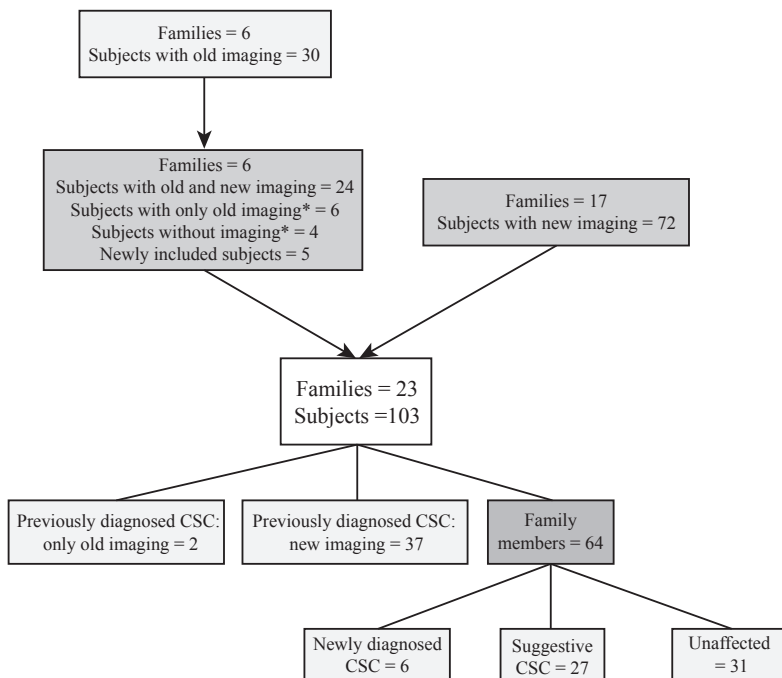 Families = 6
Subjects with old imaging = 30
Families = 6
Subjects with old and new imaging = 24
Subjects with only old imaging* = 6
Subjects without imaging* = 4
Newly included subjects = 5
Families = 17
Subjects with new imaging = 72
Families = 23
Subjects =103
Previously diagnosed CSC:
only old imaging = 2
Previously diagnosed CSC:
new imaging = 37
Family
members = 64
Newly diagnosed
CSC = 6
Suggestive
CSC = 27
Unaffected
= 31